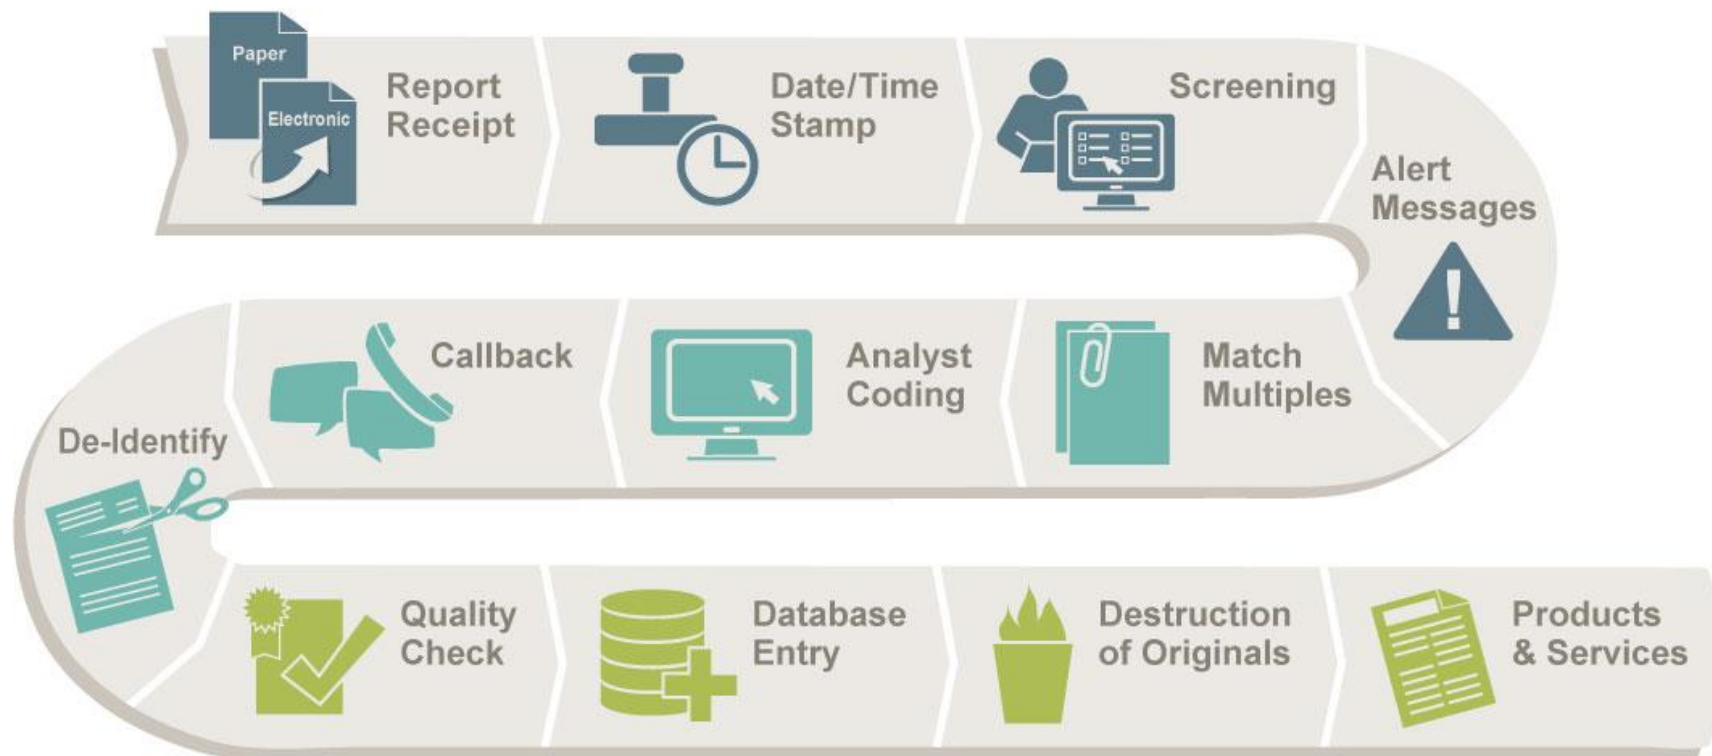 Paper
Electronic
Report
Receipt
Date/Time
Stamp
Screening
Alert
Messages
Match
Multiples
Analyst
Coding
Callback
De-Identify
Quality
Check
Database
Entry
Destruction
of Originals
Products
& Services